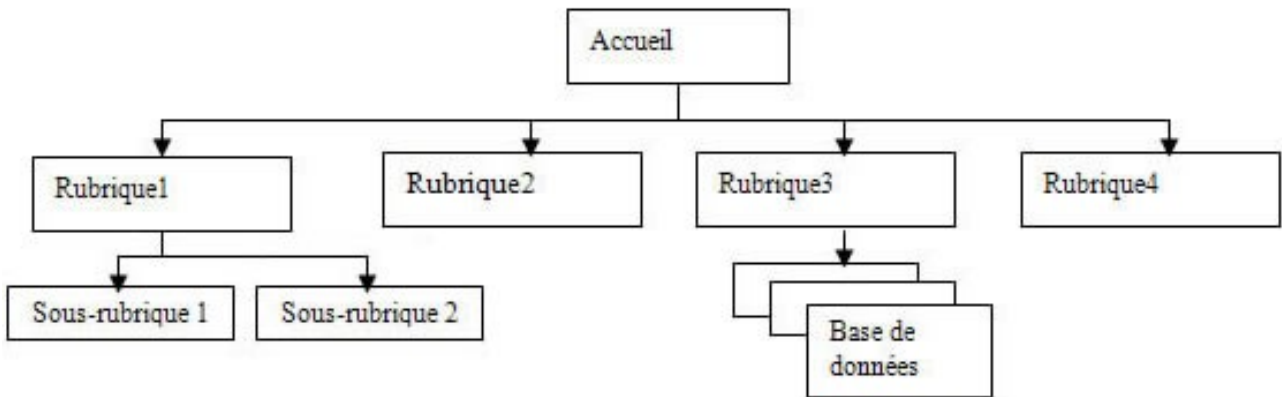 Accueil
Rubrique1
Rubrique2
Rubrique3
Rubrique4
Sous-rubrique 1
Sous-rubrique 2
Base de
données